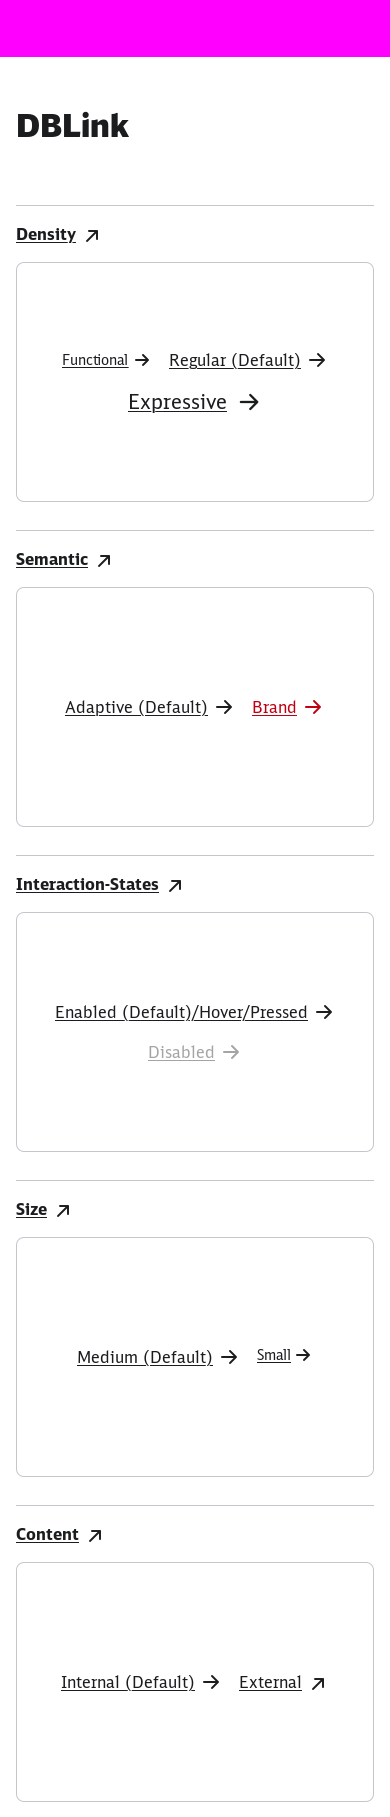 DBLink
Density
Functional Regular (Default)
Expressive
Semantic
Adaptive (Default) Brand
Interaction-States
Enabled (Default)/Hover/Pressed
Disabled
Size
Medium (Default) Small
Content
Internal (Default) External